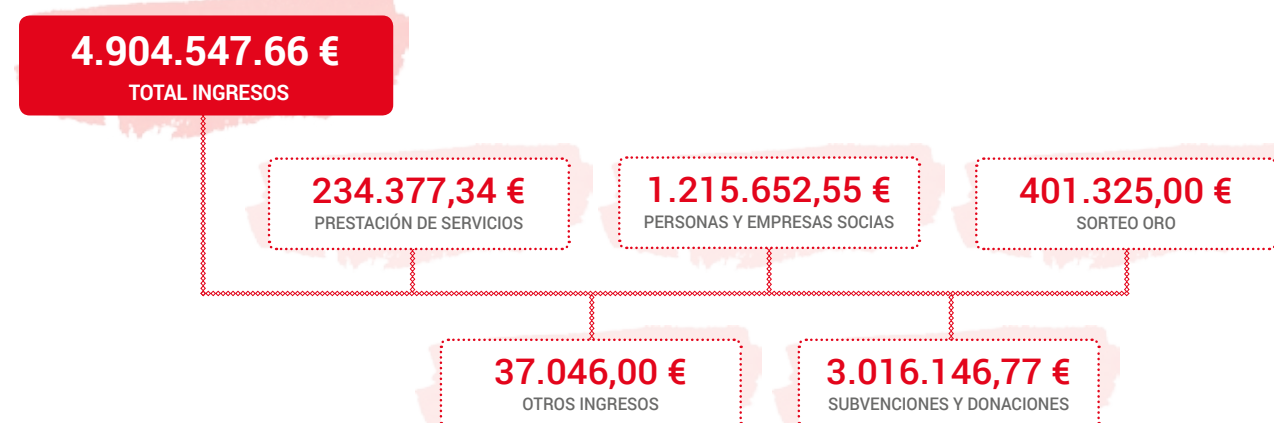 4.904.547.66 €
TOTAL INGRESOS
234.377,34 €
PRESTACIÓN DE SERVICIOS
1.215.652,55 €
PERSONAS Y EMPRESAS SOCIAS
401.325,00 €
SORTEO ORO
37.046,00 €
OTROS INGRESOS
3.016.146,77 €
SUBVENCIONES Y DONACIONES